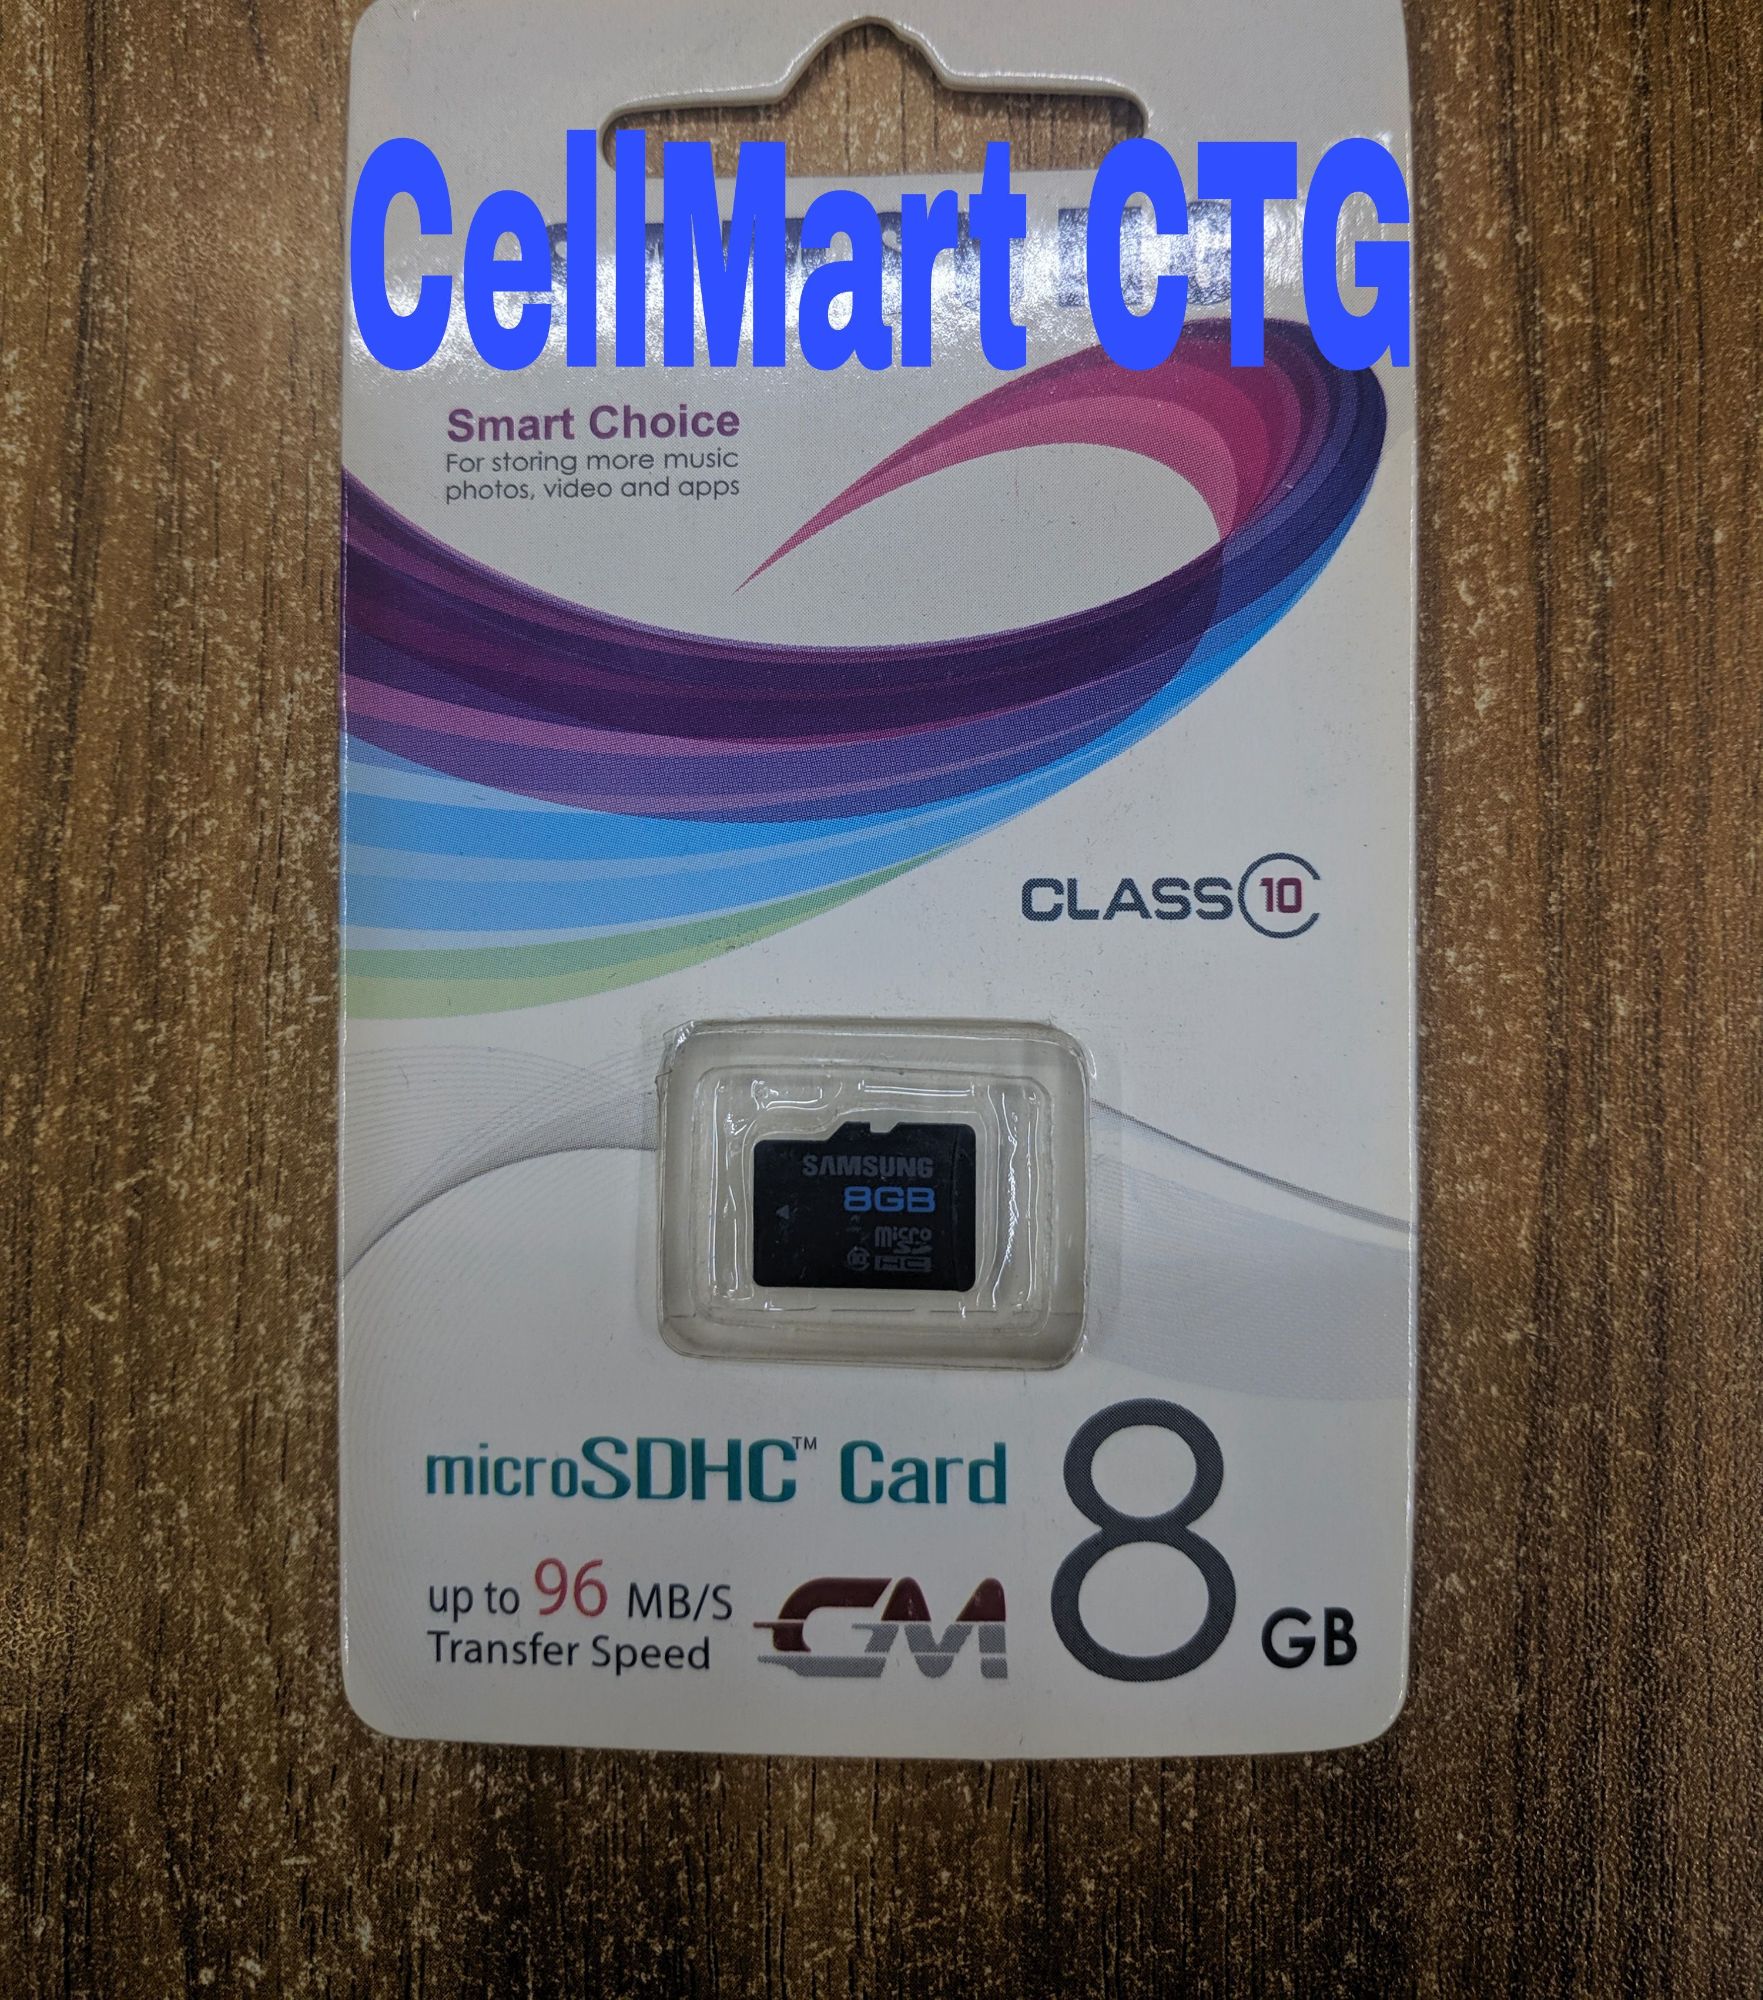 CellMart CTG
Smart Choice
For storing more music
photos, video and apps
CLASS 10
SAMSUNG
8GB
micro
SD
HC
10
microSDHC™ Card
up to 96 MB/S
Transfer Speed
GM
8 GB